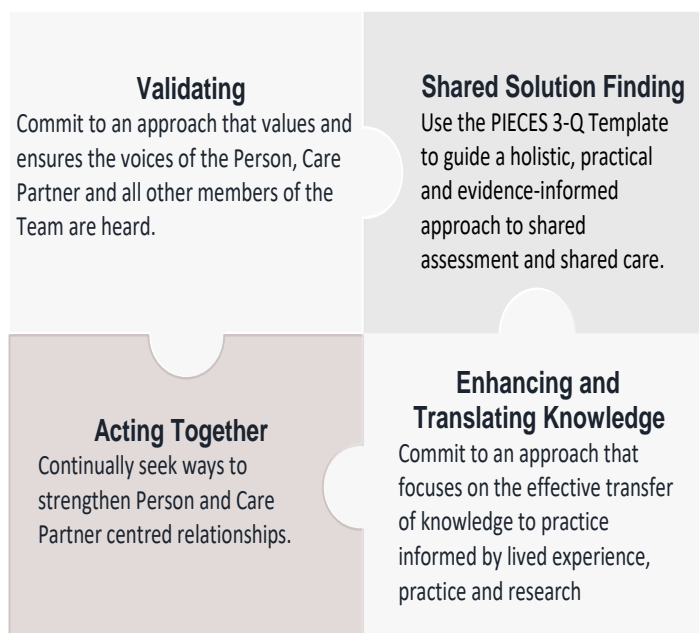 Validating
Commit to an approach that values and
ensures the voices of the Person, Care
Partner and all other members of the
Team are heard.
Shared Solution Finding
Use the PIECES 3-Q Template
to guide a holistic, practical
and evidence-informed
approach to shared
assessment and shared care.
Acting Together
Continually seek ways to
strengthen Person and Care
Partner centred relationships.
Enhancing and
Translating Knowledge
Commit to an approach that
focuses on the effective transfer
of knowledge to practice
informed by lived experience,
practice and research